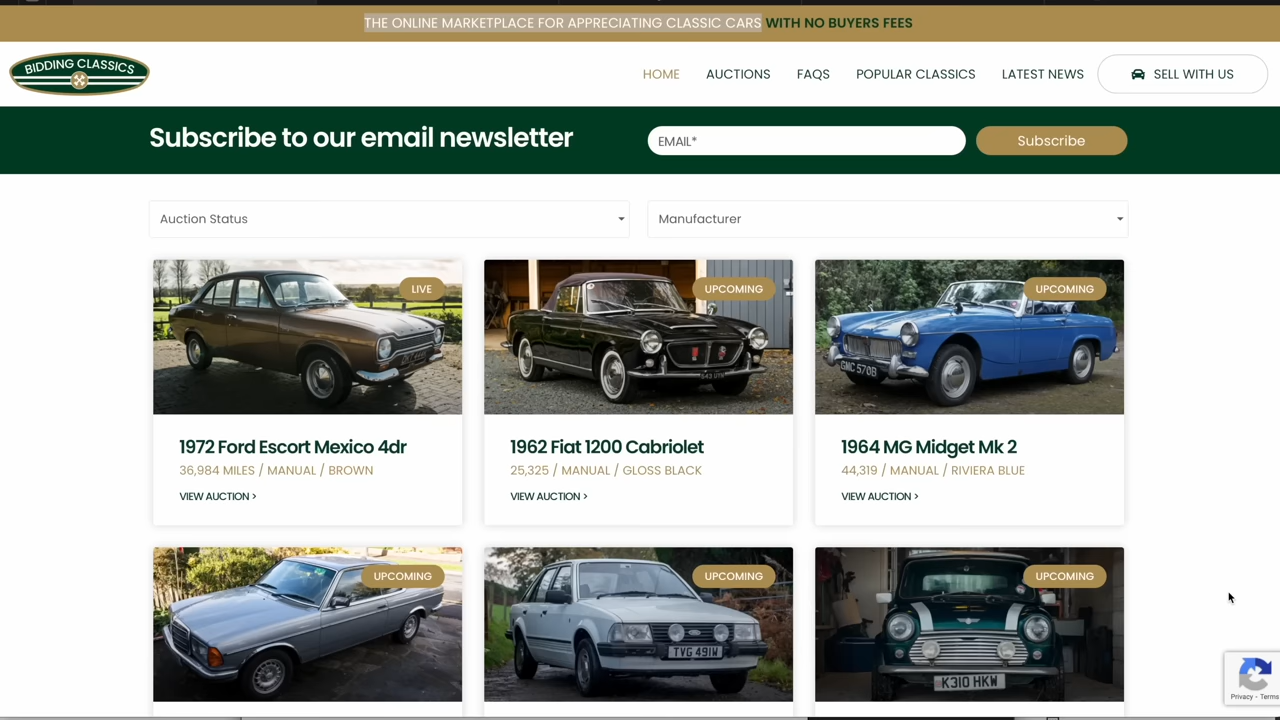 THE ONLINE MARKETPLACE FOR APPRECIATING CLASSIC CARS WITH NO BUYERS FEES
BIDDING CLASSICS
HOME AUCTIONS FAQS POPULAR CLASSICS LATEST NEWS SELL WITH US
Subscribe to our email newsletter EMAIL* Subscribe
Auction Status Manufacturer
LIVE UPCOMING UPCOMING
GMC 570B
1972 Ford Escort Mexico 4dr 1962 Fiat 1200 Cabriolet 1964 MG Midget Mk 2
36,984 MILES / MANUAL / BROWN 25,325 / MANUAL / GLOSS BLACK 44,319 / MANUAL / RIVIERA BLUE
VIEW AUCTION > VIEW AUCTION > VIEW AUCTION >
UPCOMING UPCOMING UPCOMING
TVG 491W K310 HKW
Privacy - Terms